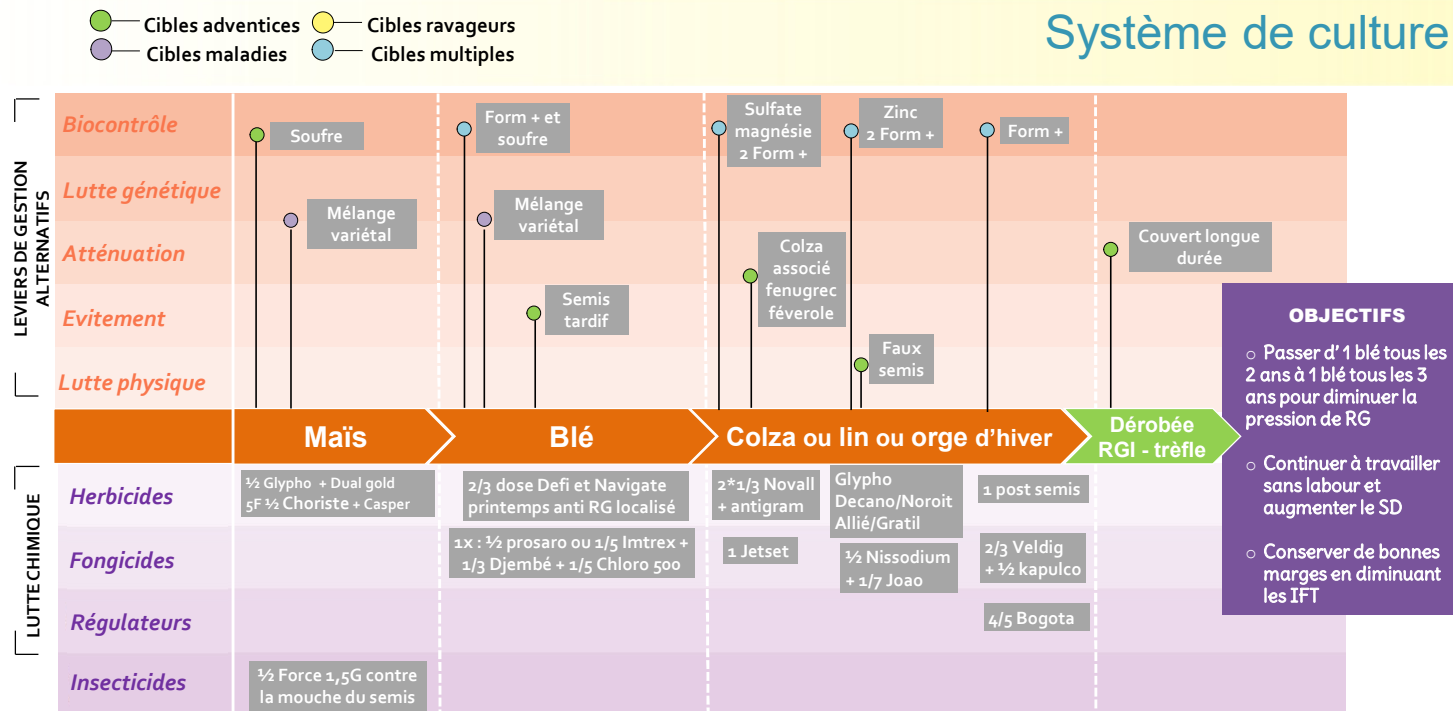 Cibles adventices
Cibles ravageurs
Cibles maladies
Cibles multiples
Système de culture
LEVIERS DE GESTION
ALTERNATIFS
Biocontrôle
Soufre
Form + et
soufre
Sulfate
magnésie
2 Form +
Zinc
2 Form +
Form +
Lutte génétique
Mélange
variétal
Mélange
variétal
Atténuation
Colza
associé
fenugrec
féverole
Couvert longue
durée
Evitement
Semis
tardif
Lutte physique
Faux
semis
Maïs
Blé
Colza ou lin ou orge d'hiver
Dérobée
RGI - trèfle
OBJECTIFS
○ Passer d' 1 blé tous les
2 ans à 1 blé tous les 3
ans pour diminuer la
pression de RG
○ Continuer à travailler
sans labour et
augmenter le SD
○ Conserver de bonnes
marges en diminuant
les IFT
LUTTE CHIMIQUE
Herbicides
½ Glypho + Dual gold
5F ½ Choriste + Casper
2/3 dose Defi et Navigate
printemps anti RG localisé
2*1/3 Novall
+ antigram
Glypho
Decano/Noroit
Allié/Gratil
1 post semis
Fongicides
1x : ½ prosaro ou 1/5 Imtrex +
1/3 Djembé + 1/5 Chloro 500
1 Jetset
½ Nissodium
+ 1/7 Joao
2/3 Veldig
+ ½ kapulco
Régulateurs
4/5 Bogota
Insecticides
½ Force 1,5G contre
la mouche du semis